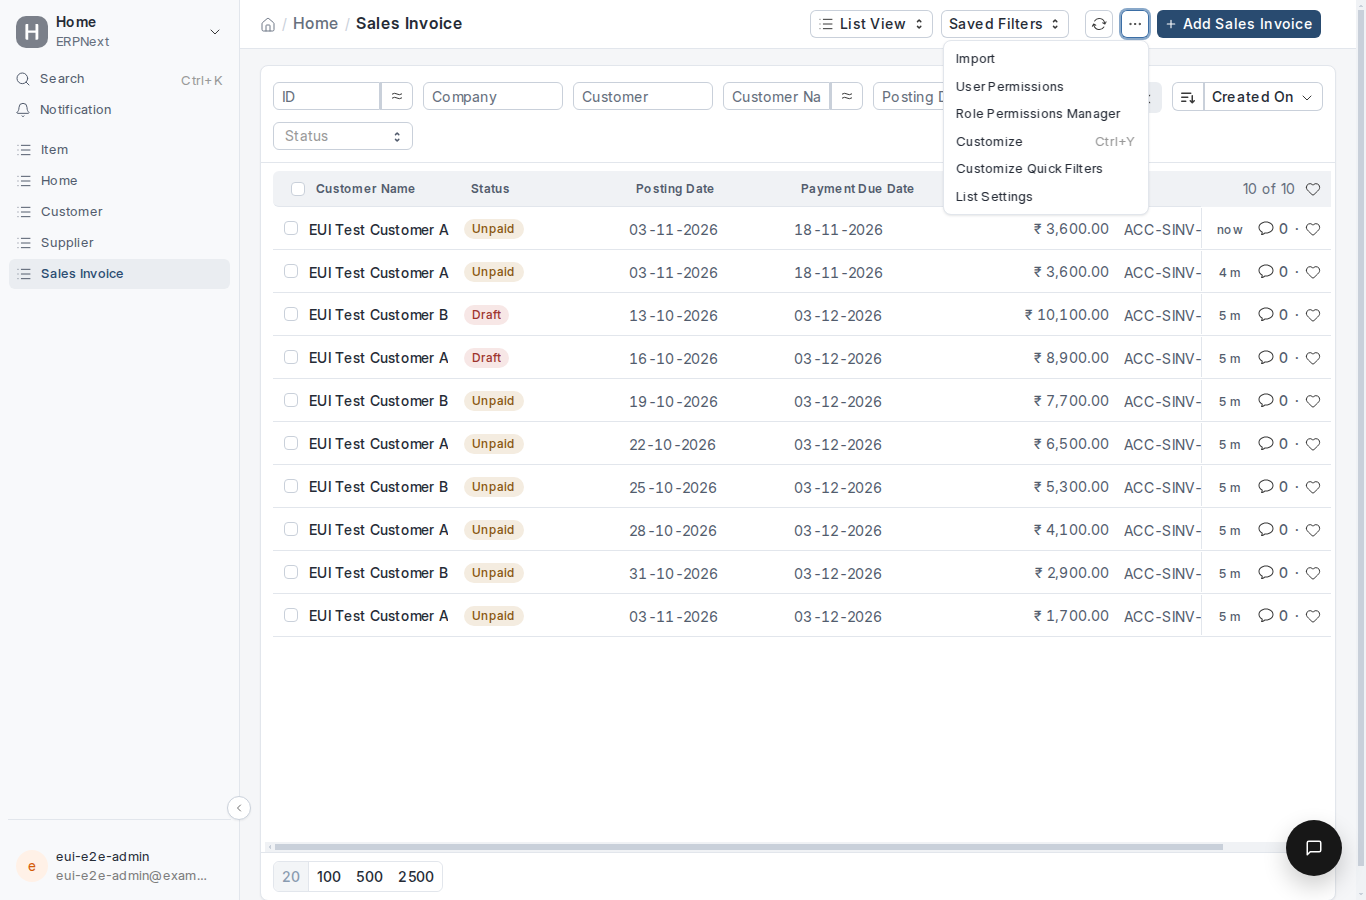 H
Home
ERPNext
Search
Ctrl+K
Notification
Item
Home
Customer
Supplier
Sales Invoice
e
eui-e2e-admin
eui-e2e-admin@exam...
/ Home / Sales Invoice
List View
Saved Filters
+ Add Sales Invoice
Import
User Permissions
Role Permissions Manager
Customize Ctrl+Y
Customize Quick Filters
List Settings
ID
≈
Company
Customer
Customer Na
≈
Posting
Created On
Status
Customer Name Status Posting Date Payment Due Date 10 of 10
EUI Test Customer A Unpaid 03-11-2026 18-11-2026 ₹ 3,600.00 ACC-SINV- now 0 ·
EUI Test Customer A Unpaid 03-11-2026 18-11-2026 ₹ 3,600.00 ACC-SINV- 4 m 0 ·
EUI Test Customer B Draft 13-10-2026 03-12-2026 ₹ 10,100.00 ACC-SINV- 5 m 0 ·
EUI Test Customer A Draft 16-10-2026 03-12-2026 ₹ 8,900.00 ACC-SINV- 5 m 0 ·
EUI Test Customer B Unpaid 19-10-2026 03-12-2026 ₹ 7,700.00 ACC-SINV- 5 m 0 ·
EUI Test Customer A Unpaid 22-10-2026 03-12-2026 ₹ 6,500.00 ACC-SINV- 5 m 0 ·
EUI Test Customer B Unpaid 25-10-2026 03-12-2026 ₹ 5,300.00 ACC-SINV- 5 m 0 ·
EUI Test Customer A Unpaid 28-10-2026 03-12-2026 ₹ 4,100.00 ACC-SINV- 5 m 0 ·
EUI Test Customer B Unpaid 31-10-2026 03-12-2026 ₹ 2,900.00 ACC-SINV- 5 m 0 ·
EUI Test Customer A Unpaid 03-11-2026 03-12-2026 ₹ 1,700.00 ACC-SINV- 5 m 0 ·
20 100 500 2500